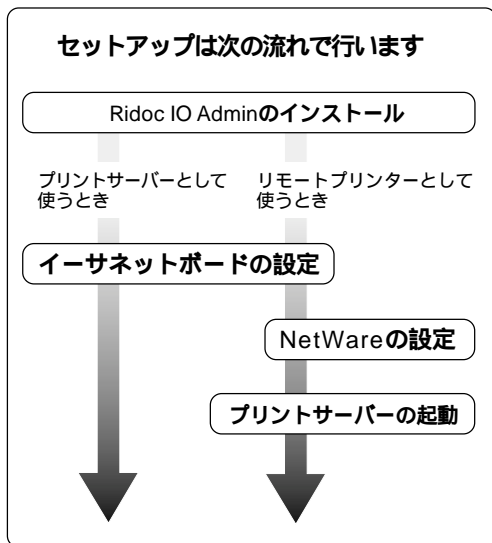 セットアップは次の流れで行います
Ridoc IO Adminのインストール
プリントサーバーとして
使うとき
リモートプリンターとして
使うとき
イーサネットボードの設定
NetWareの設定
プリントサーバーの起動